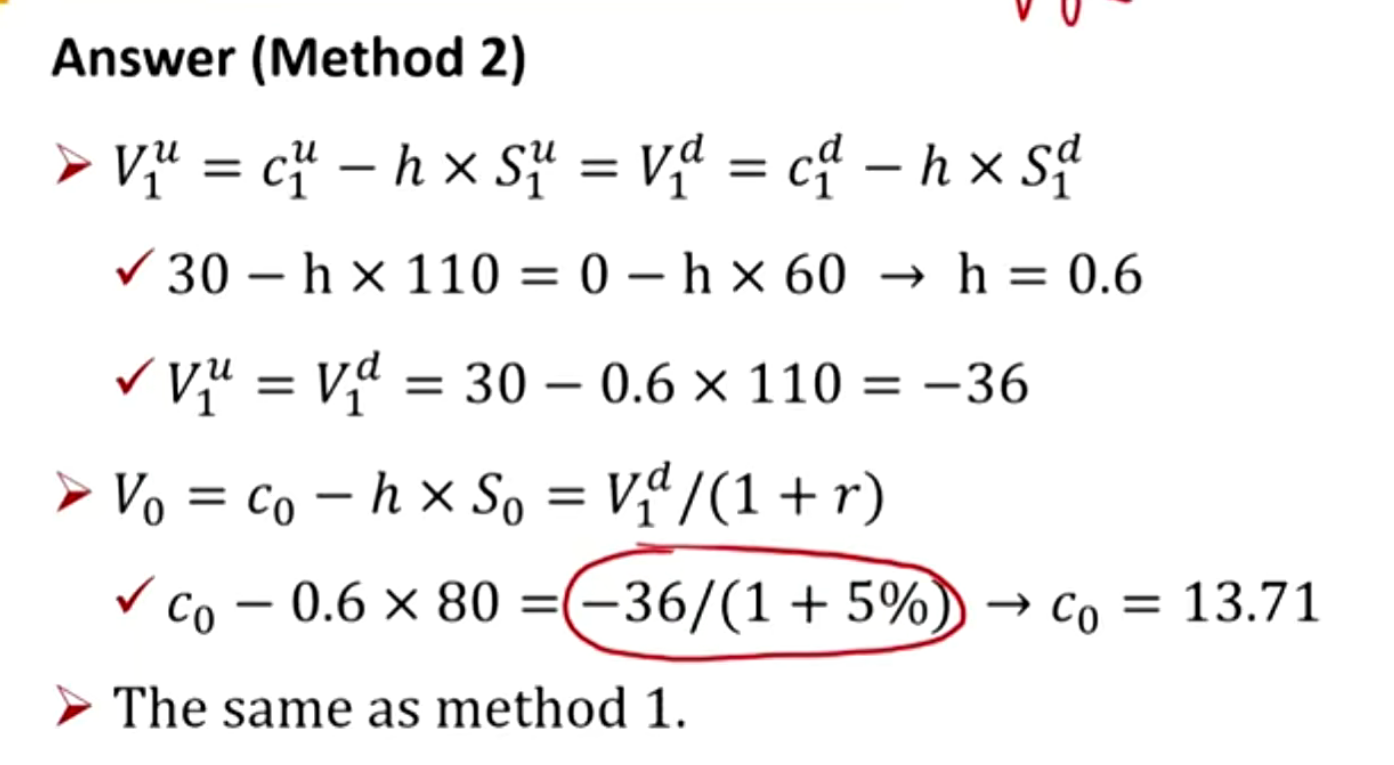 Answer (Method 2)
➢ V₁ᵘ = c₁ᵘ − h × S₁ᵘ = V₁ᵈ = c₁ᵈ − h × S₁ᵈ
✓ 30 − h × 110 = 0 − h × 60 → h = 0.6
✓ V₁ᵘ = V₁ᵈ = 30 − 0.6 × 110 = −36
➢ V₀ = c₀ − h × S₀ = V₁ᵈ/(1 + r)
✓ c₀ − 0.6 × 80 = −36/(1 + 5%) → c₀ = 13.71
➢ The same as method 1.